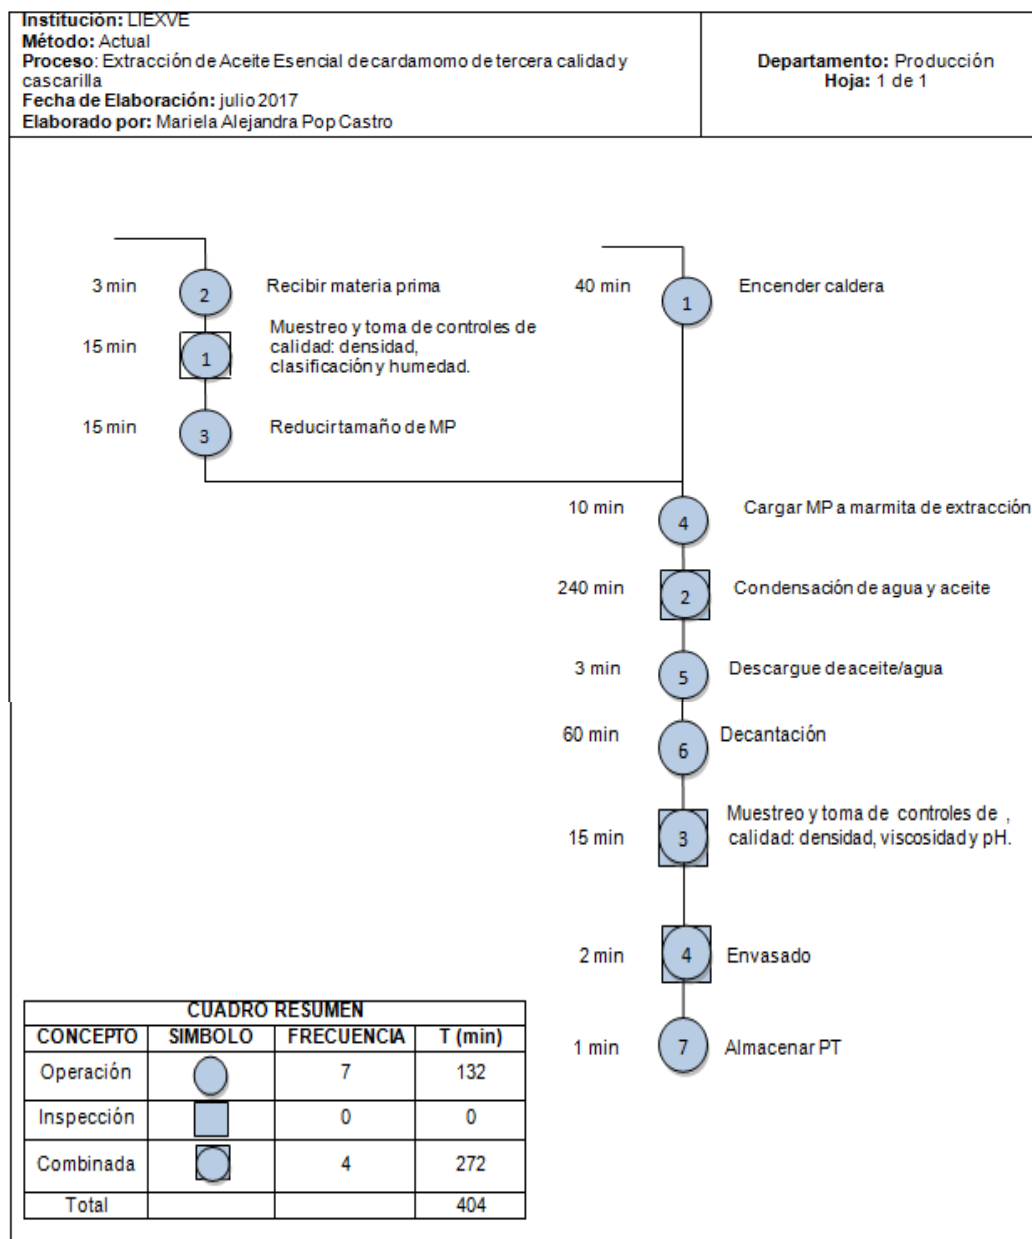 Institución: LIEXVE
Método: Actual
Proceso: Extracción de Aceite Esencial de cardamomo de tercera calidad y
cascarilla
Fecha de Elaboración: julio 2017
Elaborado por: Mariela Alejandra Pop Castro
Departamento: Producción
Hoja: 1 de 1
3 min
2
Recibir materia prima
15 min
1
Muestreo y toma de controles de
calidad: densidad,
clasificación y humedad.
15 min
3
Reducir tamaño de MP
40 min
1
Encender caldera
10 min
4
Cargar MP a marmita de extracción
240 min
2
Condensación de agua y aceite
3 min
5
Descargue de aceite/agua
60 min
6
Decantación
15 min
3
Muestreo y toma de controles de ,
calidad: densidad, viscosidad y pH.
2 min
4
Envasado
1 min
7
Almacenar PT
CUADRO RESUMEN
CONCEPTO SIMBOLO FRECUENCIA T (min)
Operación 7 132
Inspección 0 0
Combinada 4 272
Total 404